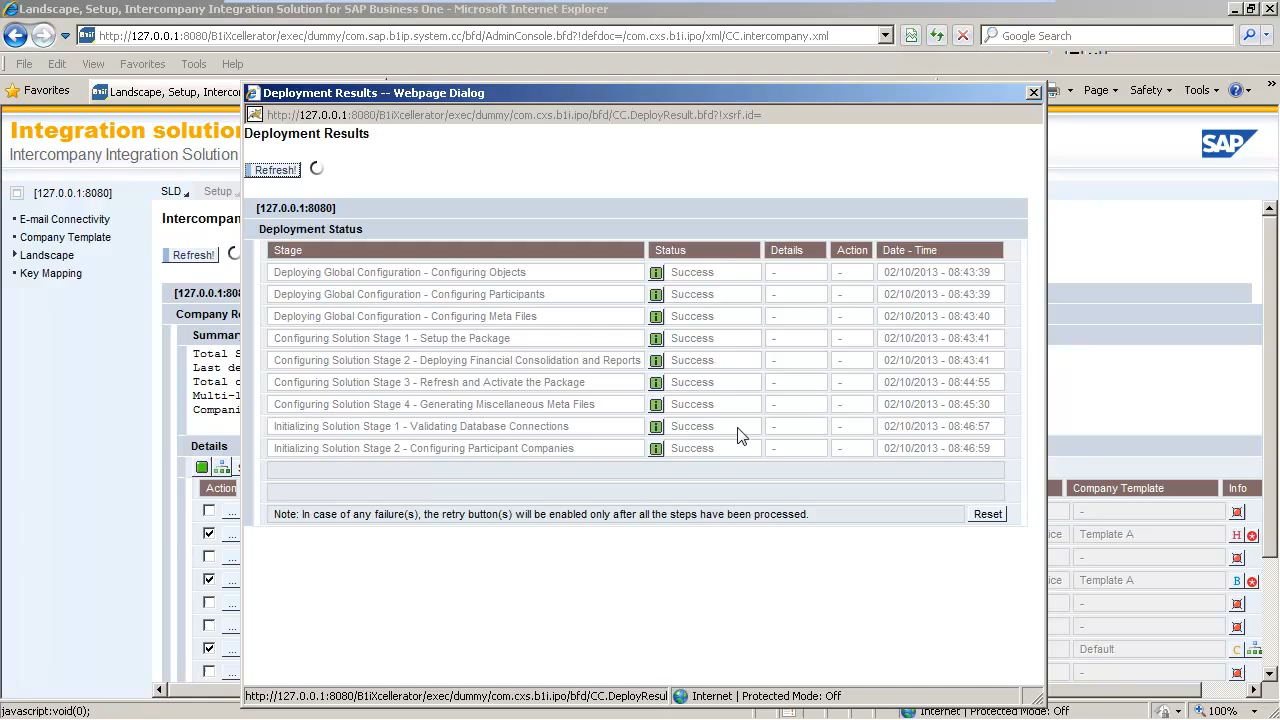 Landscape, Setup, Intercompany Integration Solution for SAP Business One - Microsoft Internet Explorer
http://127.0.0.1:8080/B1iXcellerator/exec/dummy/com.sap.b1ip.system.cc/bfd/AdminConsole.bfd?!defdoc=/com.cxs.b1i.ipo/xml/CC.intercompany.xml
Google Search
File Edit View Favorites Tools Help
Favorites
Landscape, Setup, Interco
Page Safety Tools
Deployment Results -- Webpage Dialog
http://127.0.0.1:8080/B1iXcellerator/exec/dummy/com.cxs.b1i.ipo/bfd/CC.DeployResult.bfd?!xsrf.id=
Integration solutio
Intercompany Integration Solution
SAP
Deployment Results
Refresh!
[127.0.0.1:8080]
SLD
Setup
E-mail Connectivity
Company Template
Landscape
Key Mapping
Intercompan
Refresh!
[127.0.0.1:808
Company Re
Summar
Total S
Last de
Total c
Multi-l
Compani
Details
Action
[127.0.0.1:8080]
Deployment Status
Stage Status Details Action Date - Time
Deploying Global Configuration - Configuring Objects Success - - 02/10/2013 - 08:43:39
Deploying Global Configuration - Configuring Participants Success - - 02/10/2013 - 08:43:39
Deploying Global Configuration - Configuring Meta Files Success - - 02/10/2013 - 08:43:40
Configuring Solution Stage 1 - Setup the Package Success - - 02/10/2013 - 08:43:41
Configuring Solution Stage 2 - Deploying Financial Consolidation and Reports Success - - 02/10/2013 - 08:43:41
Configuring Solution Stage 3 - Refresh and Activate the Package Success - - 02/10/2013 - 08:44:55
Configuring Solution Stage 4 - Generating Miscellaneous Meta Files Success - - 02/10/2013 - 08:45:30
Initializing Solution Stage 1 - Validating Database Connections Success - - 02/10/2013 - 08:46:57
Initializing Solution Stage 2 - Configuring Participant Companies Success - - 02/10/2013 - 08:46:59
Note: In case of any failure(s), the retry button(s) will be enabled only after all the steps have been processed. Reset
Company Template Info
-
ice Template A H
-
ice Template A B
-
-
Default C
-
http://127.0.0.1:8080/B1iXcellerator/exec/dummy/com.cxs.b1i.ipo/bfd/CC.DeployResul
Internet | Protected Mode: Off
javascript:void(0);
Internet | Protected Mode: Off
100%